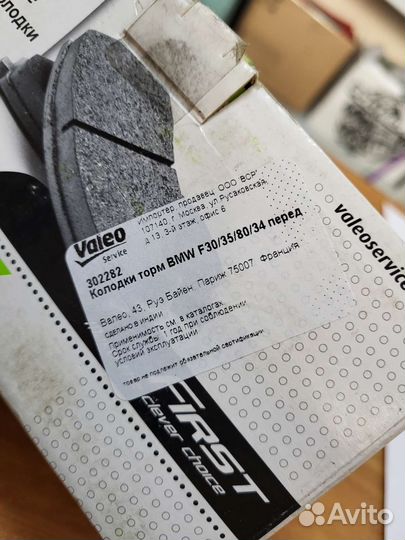 колодки
Импортер, продавец ООО "ВСР"
107140, г. Москва, ул.Русаковская,
д.13, 3-й этаж, офис 6
Valeo
Service
302282
Колодки торм BMW F30/35/80/34 перед
Валео, 43, Руэ Байен, Париж 75007, Франция
сделано в индии
Применимость см. в каталогах
Срок службы: 1 год при соблюдении
условий эксплуатации
товар не подлежит обязательной сертификации
FIRST
clever choice
valeoservice
Avito